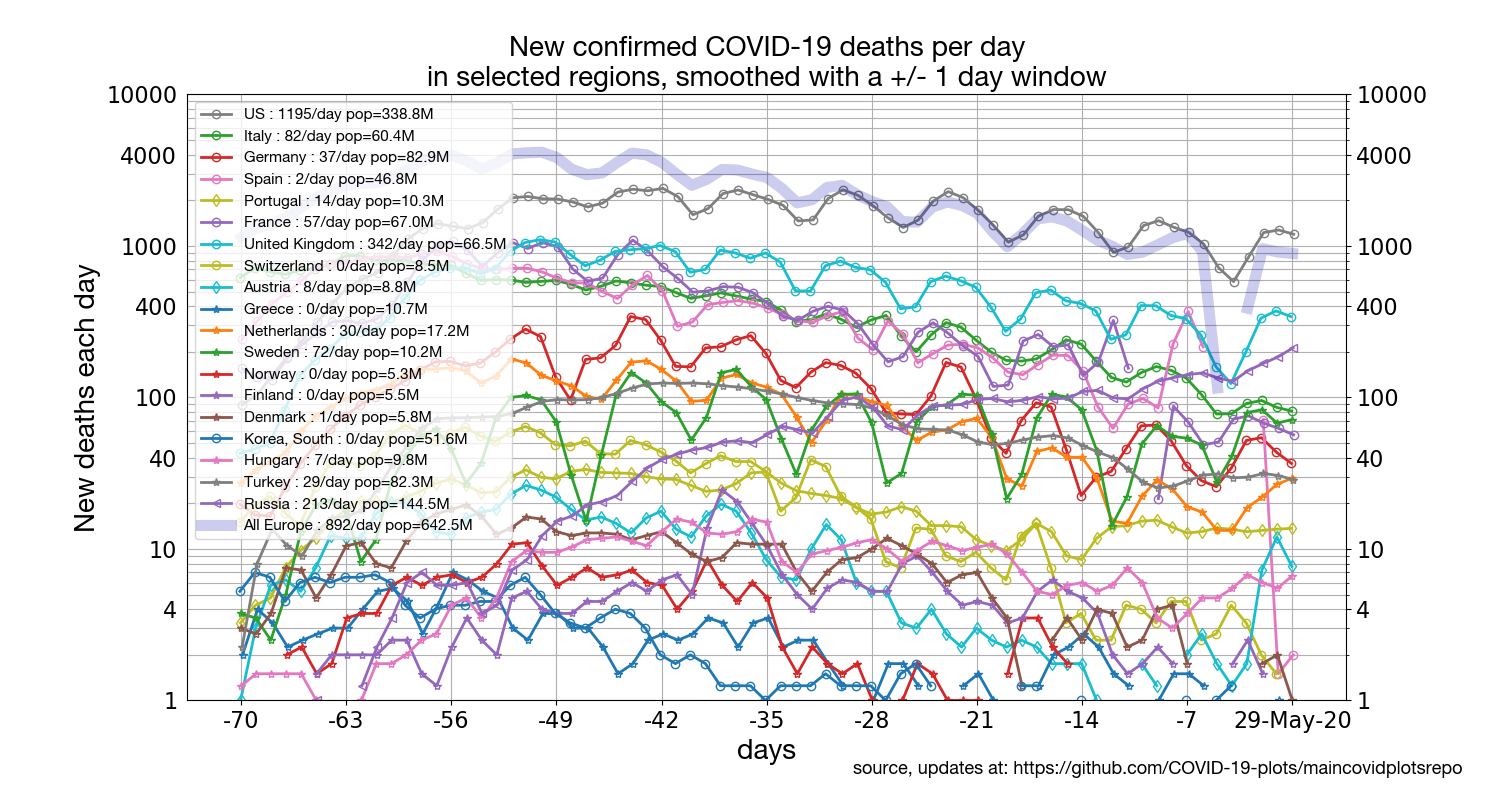 New confirmed COVID-19 deaths per day
in selected regions, smoothed with a +/- 1 day window
10000
4000
1000
400
100
40
10
4
1
New deaths each day
US : 1195/day pop=338.8M
Italy : 82/day pop=60.4M
Germany : 37/day pop=82.9M
Spain : 2/day pop=46.8M
Portugal : 14/day pop=10.3M
France : 57/day pop=67.0M
United Kingdom : 342/day pop=66.5M
Switzerland : 0/day pop=8.5M
Austria : 8/day pop=8.8M
Greece : 0/day pop=10.7M
Netherlands : 30/day pop=17.2M
Sweden : 72/day pop=10.2M
Norway : 0/day pop=5.3M
Finland : 0/day pop=5.5M
Denmark : 1/day pop=5.8M
Korea, South : 0/day pop=51.6M
Hungary : 7/day pop=9.8M
Turkey : 29/day pop=82.3M
Russia : 213/day pop=144.5M
All Europe : 892/day pop=642.5M
10000
4000
1000
400
100
40
10
4
1
-70 -63 -56 -49 -42 -35 -28 -21 -14 -7 29-May-20
days
source, updates at: https://github.com/COVID-19-plots/maincovidplotsrepo